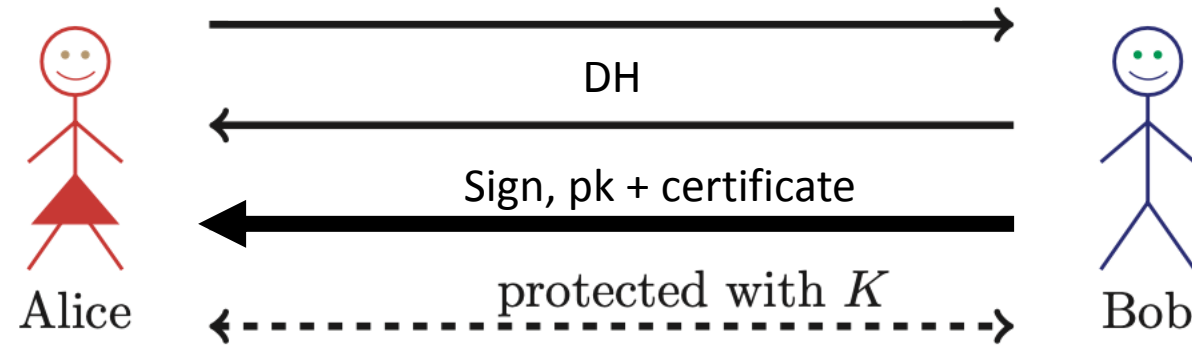 DH
Sign, pk + certificate
protected with K
Alice
Bob